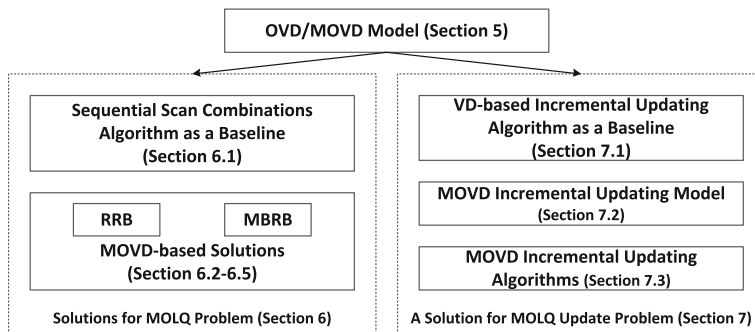 OVD/MOVD Model (Section 5)
Sequential Scan Combinations
Algorithm as a Baseline
(Section 6.1)
RRB
MBRB
MOVD-based Solutions
(Section 6.2-6.5)
Solutions for MOLQ Problem (Section 6)
VD-based Incremental Updating
Algorithm as a Baseline
(Section 7.1)
MOVD Incremental Updating Model
(Section 7.2)
MOVD Incremental Updating
Algorithms (Section 7.3)
A Solution for MOLQ Update Problem (Section 7)